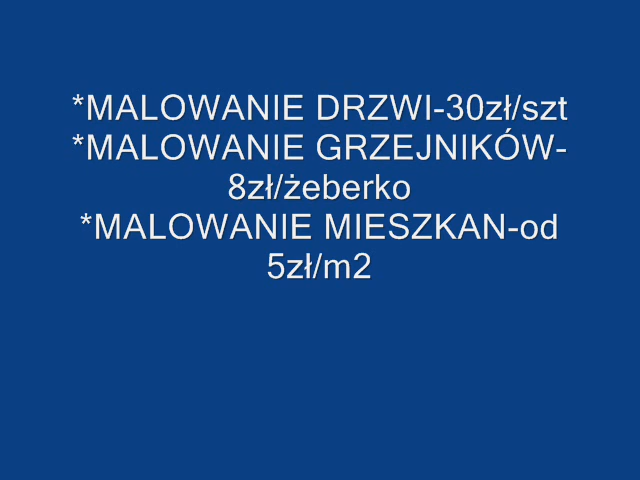 *MALOWANIE DRZWI-30zł/szt
*MALOWANIE GRZEJNIKÓW-
8zł/żeberko
*MALOWANIE MIESZKAN-od
5zł/m2